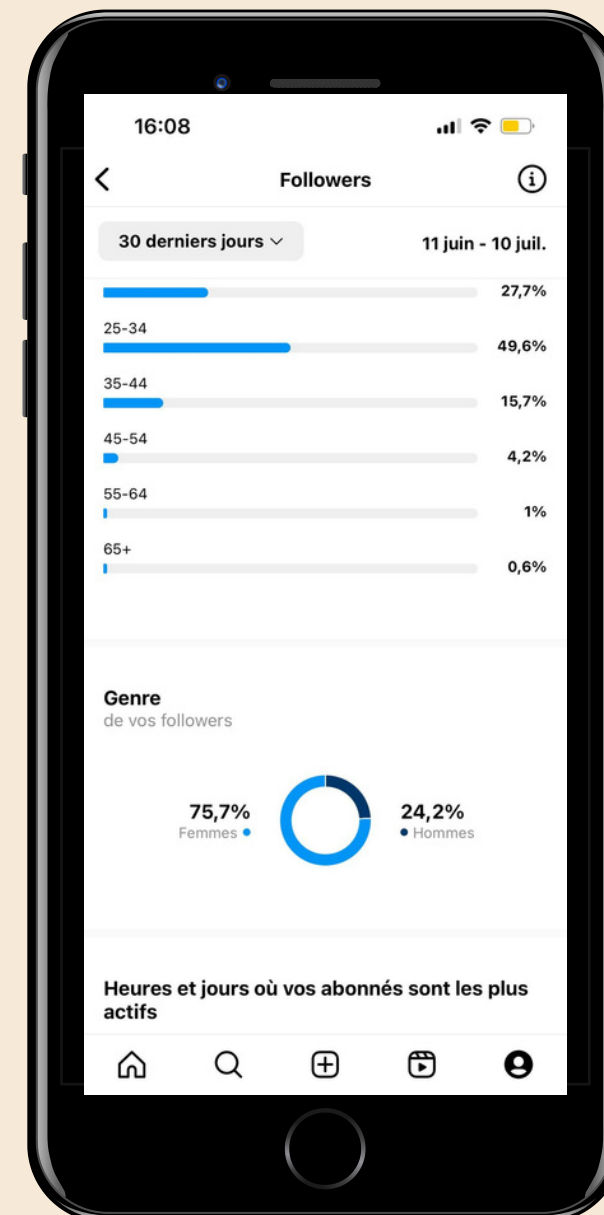 16:08
Followers
30 derniers jours
11 juin - 10 juil.
27,7%
25-34
49,6%
35-44
15,7%
45-54
4,2%
55-64
1%
65+
0,6%
Genre
de vos followers
75,7%
Femmes
24,2%
Hommes
Heures et jours où vos abonnés sont les plus
actifs